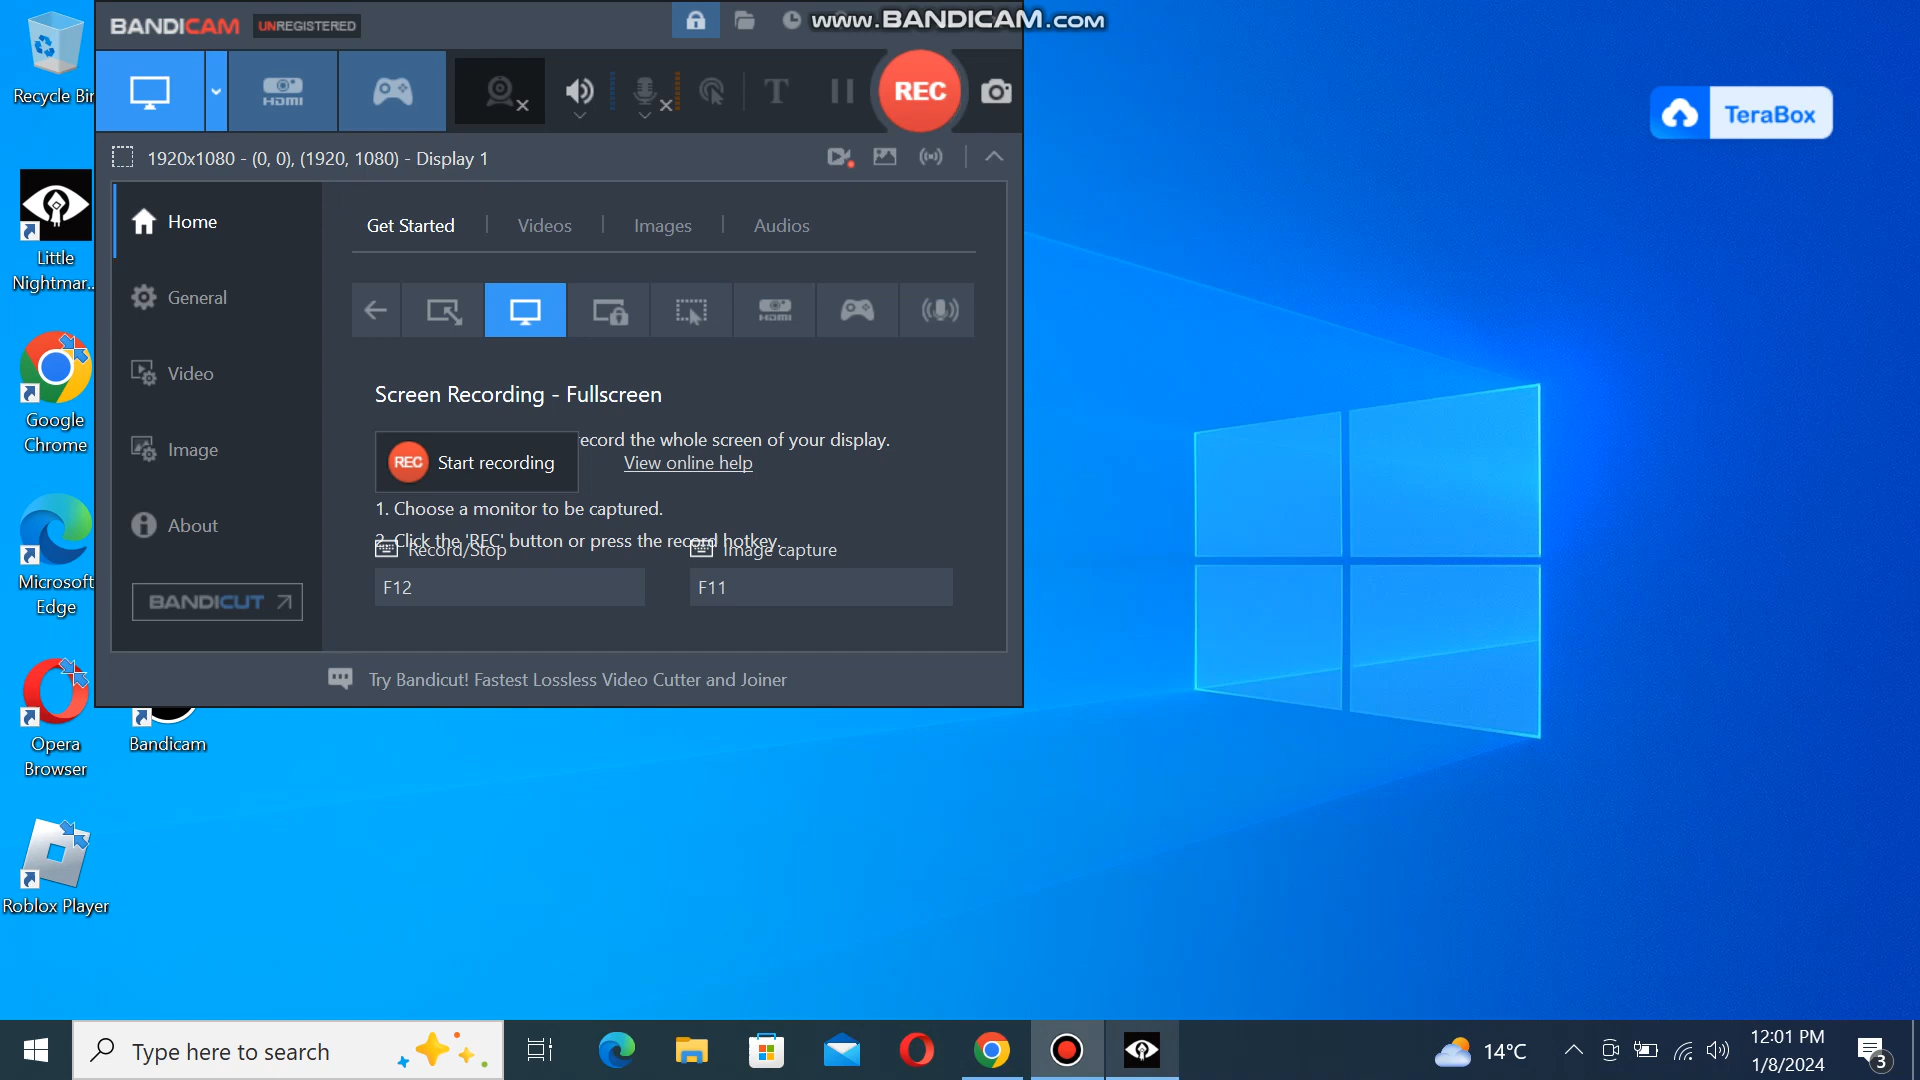 BANDICAM UNREGISTERED
www.BANDICAM.com
HDMI
T
REC
1920x1080 - (0, 0), (1920, 1080) - Display 1
Home
General
Video
Image
About
BANDICUT
Get Started
Videos
Images
Audios
HDMI
Screen Recording - Fullscreen
ecord the whole screen of your display.
REC Start recording
View online help
1. Choose a monitor to be captured.
2. Click the 'REC' button or press the record hotkey.
Record/Stop
Image capture
F12
F11
Try Bandicut! Fastest Lossless Video Cutter and Joiner
TeraBox
Recycle Bin
Little
Nightmar...
Google
Chrome
Microsoft
Edge
Opera
Browser
Bandicam
Roblox Player
Type here to search
14°C
12:01 PM
1/8/2024
3